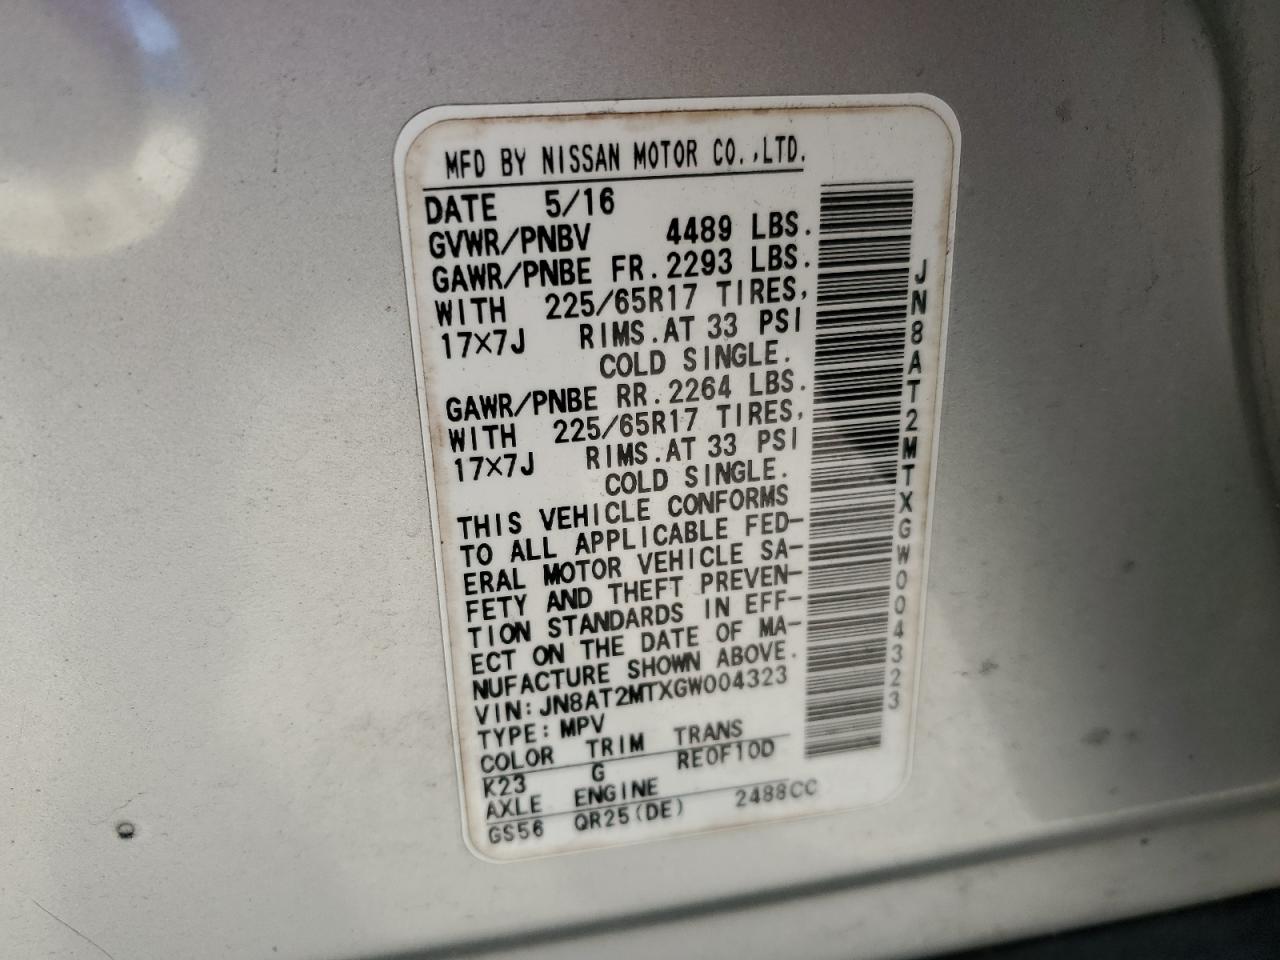 MFD BY NISSAN MOTOR CO.,LTD.
DATE 5/16
GVWR/PNBV 4489 LBS.
GAWR/PNBE FR.2293 LBS.
WITH 225/65R17 TIRES,
17×7J RIMS.AT 33 PSI
COLD SINGLE.
GAWR/PNBE RR.2264 LBS.
WITH 225/65R17 TIRES,
17×7J RIMS.AT 33 PSI
COLD SINGLE.
THIS VEHICLE CONFORMS
TO ALL APPLICABLE FED-
ERAL MOTOR VEHICLE SA-
FETY AND THEFT PREVEN-
TION STANDARDS IN EFF-
ECT ON THE DATE OF MA-
NUFACTURE SHOWN ABOVE.
VIN:JN8AT2MTXGW004323
TYPE:MPV
COLOR TRIM TRANS
K23 G RE0F10D
AXLE ENGINE
GS56 QR25(DE) 2488CC
JN8AT2MTXGW004323